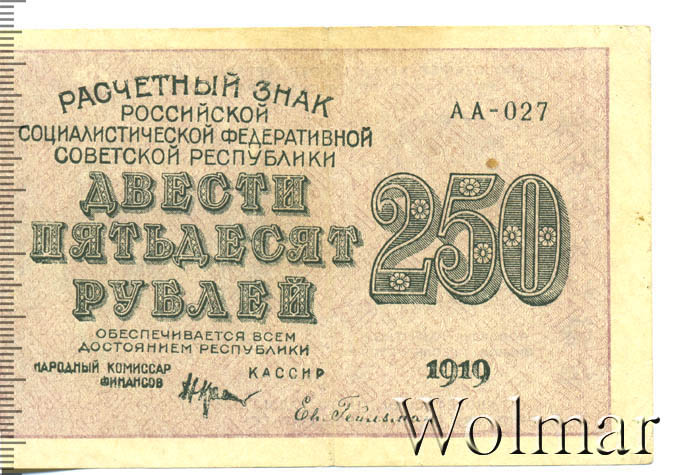 РАСЧЕТНЫЙ ЗНАК
РОССИЙСКОЙ
СОЦИАЛИСТИЧЕСКОЙ ФЕДЕРАТИВНОЙ
СОВЕТСКОЙ РЕСПУБЛИКИ
ДВЕСТИ
ПЯТЬДЕСЯТ
РУБЛЕЙ
ОБЕСПЕЧИВАЕТСЯ ВСЕМ
ДОСТОЯНИЕМ РЕСПУБЛИКИ
НАРОДНЫЙ КОМИССАР
ФИНАНСОВ
КАССИР
АА-027
250
1919
Wolmar